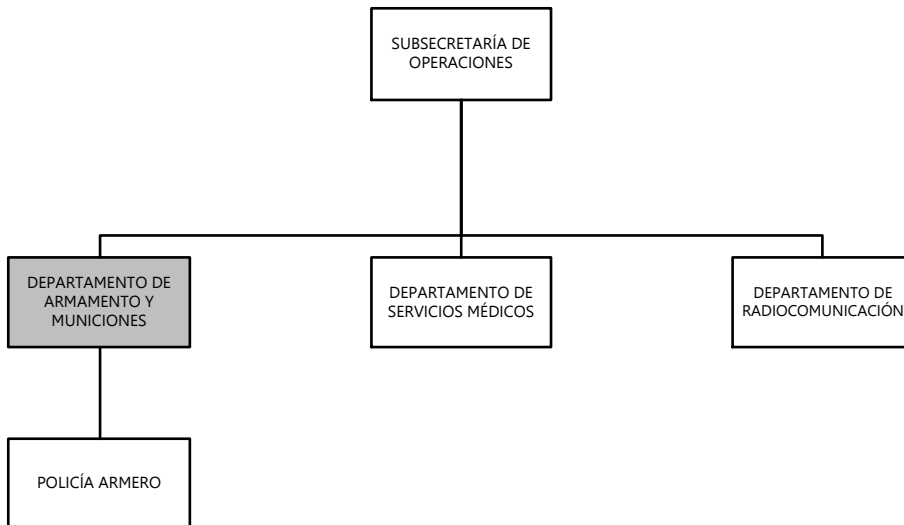 SUBSECRETARÍA DE
OPERACIONES
DEPARTAMENTO DE
ARMAMENTO Y
MUNICIONES
DEPARTAMENTO DE
SERVICIOS MÉDICOS
DEPARTAMENTO DE
RADIOCOMUNICACIÓN
POLICÍA ARMERO